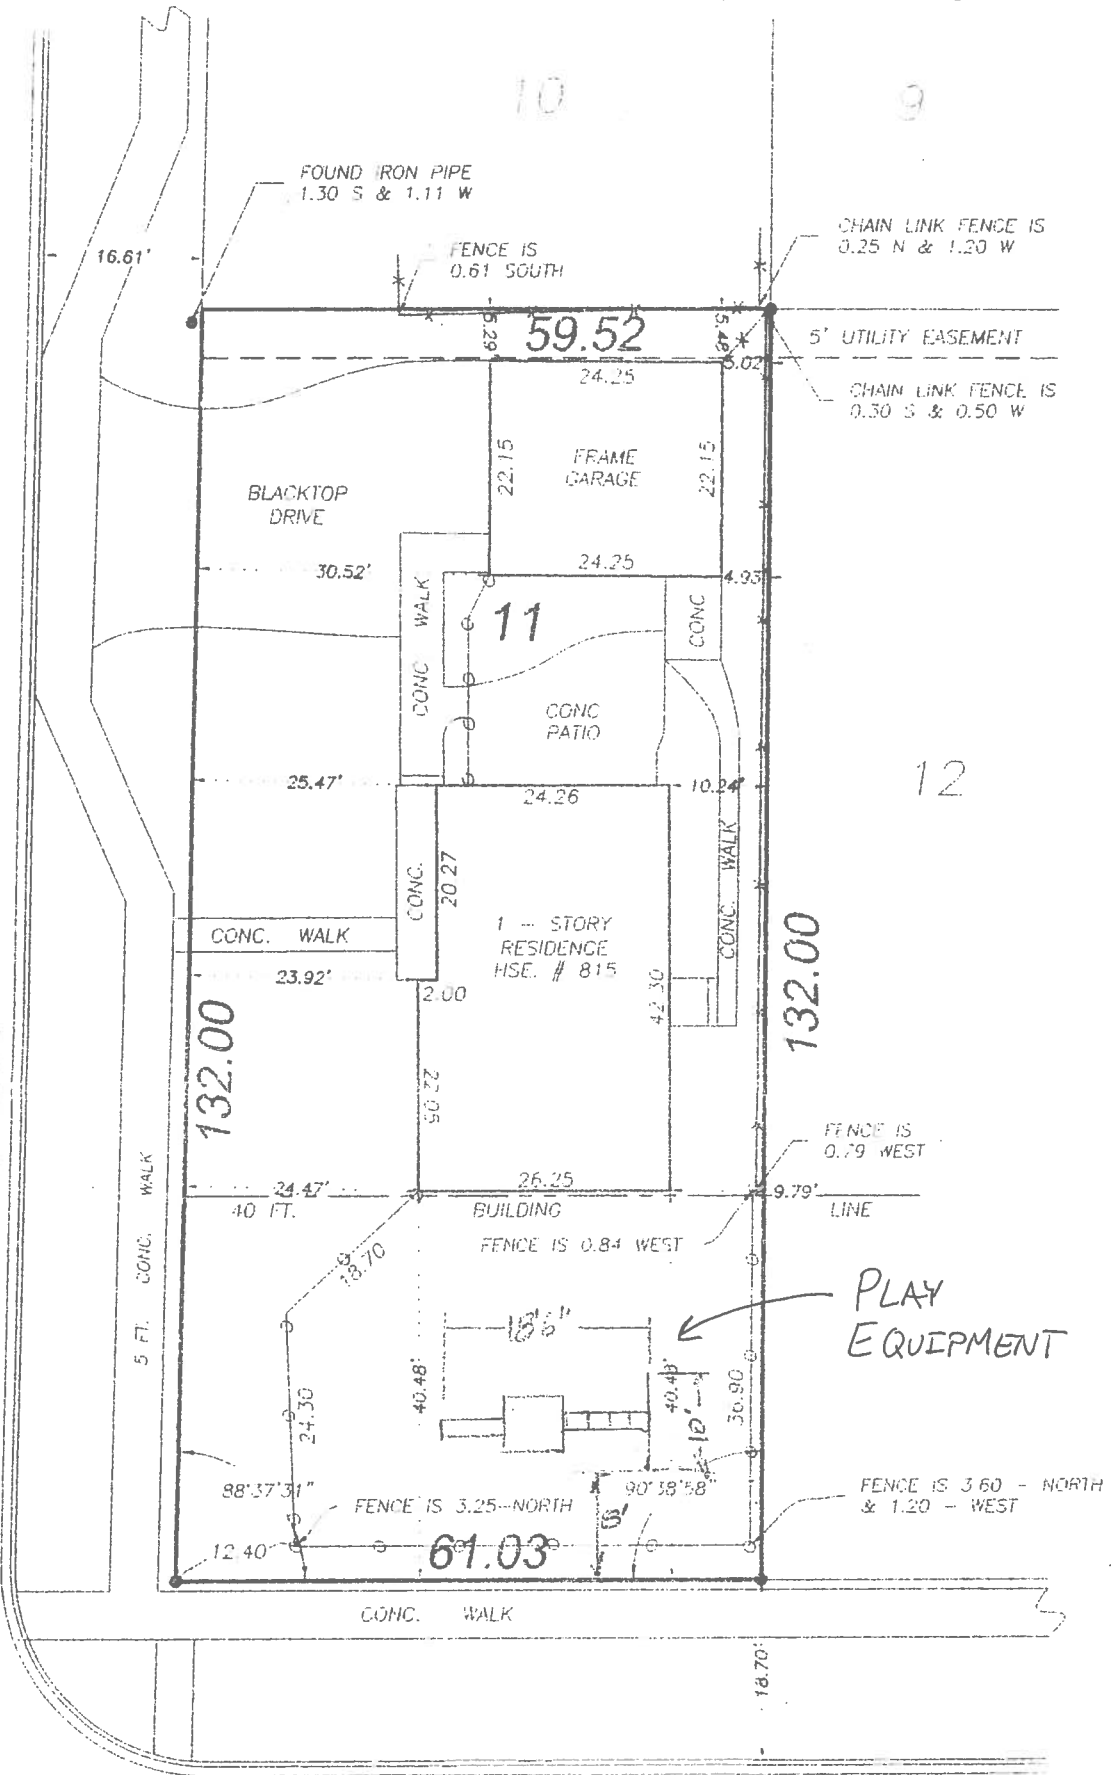 10
9
FOUND IRON PIPE
1.30 S & 1.11 W
16.61'
FENCE IS
0.61 SOUTH
CHAIN LINK FENCE IS
0.25 N & 1.20 W
5.29
59.52
5.48
5' UTILITY EASEMENT
5.02
24.25
CHAIN LINK FENCE IS
0.30 S & 0.50 W
22.15
FRAME
GARAGE
22.15
BLACKTOP
DRIVE
30.52'
24.25
4.93
CONC WALK
11
CONC
CONC
PATIO
25.47'
24.26
10.24'
12
CONC.
20.27
CONC. WALK
1 - STORY
RESIDENCE
HSE. # 815
CONC. WALK
23.92'
2.00
42.30
132.00
132.00
22.05
FENCE IS
0.79 WEST
5 FT. CONC. WALK
24.47'
26.25
9.79'
40 FT.
BUILDING
LINE
FENCE IS 0.84 WEST
18.70
PLAY
EQUIPMENT
18'6"
40.48'
40.48'
10'
36.90
24.30
88°37'31"
90°38'58"
FENCE IS 3.25-NORTH
8'
FENCE IS 3.60 - NORTH
& 1.20 - WEST
12.40
61.03
CONC. WALK
18.70'